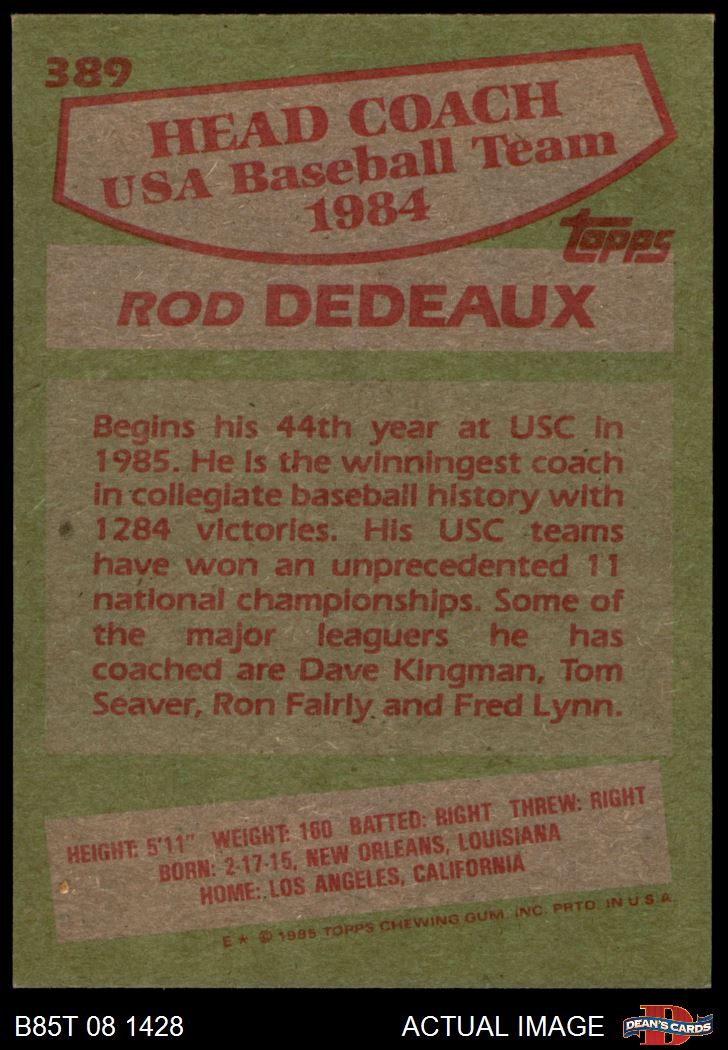 389
HEAD COACH
USA Baseball Team
1984
topps
ROD DEDEAUX
Begins his 44th year at USC in
1985. He is the winningest coach
in collegiate baseball history with
1284 victories. His USC teams
have won an unprecedented 11
national championships. Some of
the major leaguers he has
coached are Dave Kingman, Tom
Seaver, Ron Fairly and Fred Lynn.
HEIGHT: 5'11" WEIGHT: 160 BATTED: RIGHT THREW: RIGHT
BORN: 2-17-15, NEW ORLEANS, LOUISIANA
HOME: LOS ANGELES, CALIFORNIA
E * © 1985 TOPPS CHEWING GUM, INC. PRTD. IN U.S.A.
B85T 08 1428 ACTUAL IMAGE D DEAN'S CARDS